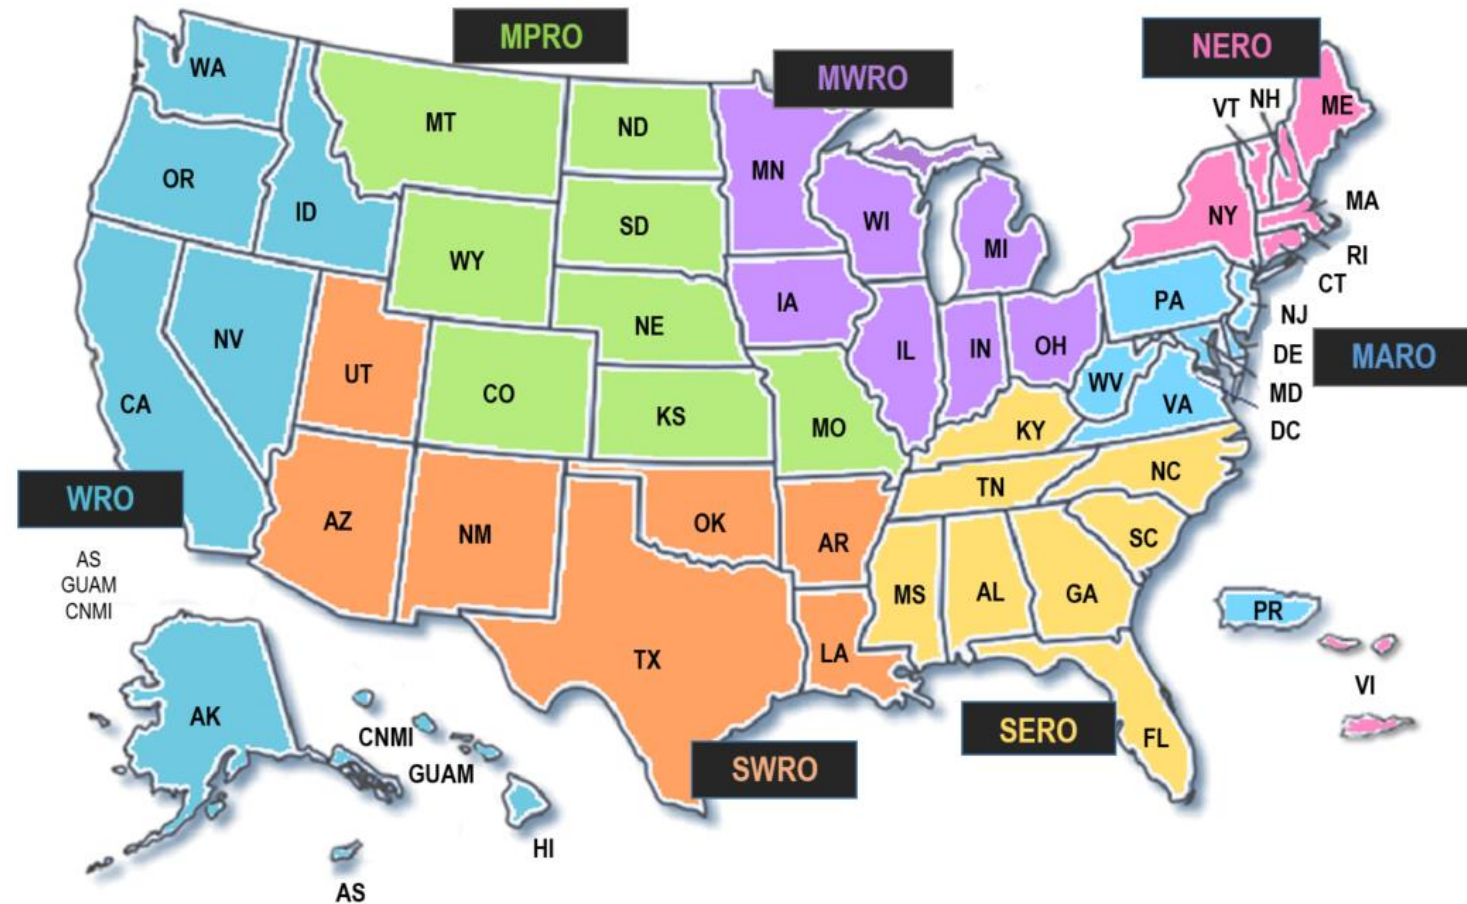 MPRO
NERO
MWRO
WA
MT
ND
MN
VT
NH
ME
OR
ID
SD
WI
MI
NY
MA
RI
CT
WY
NE
IA
PA
NJ
NV
UT
CO
KS
MO
IL
IN
OH
WV
VA
DE
MARO
MD
DC
CA
KY
TN
NC
SC
WRO
AS
GUAM
CNMI
AZ
NM
OK
AR
MS
AL
GA
PR
TX
LA
VI
AK
CNMI
GUAM
HI
AS
SWRO
SERO
FL